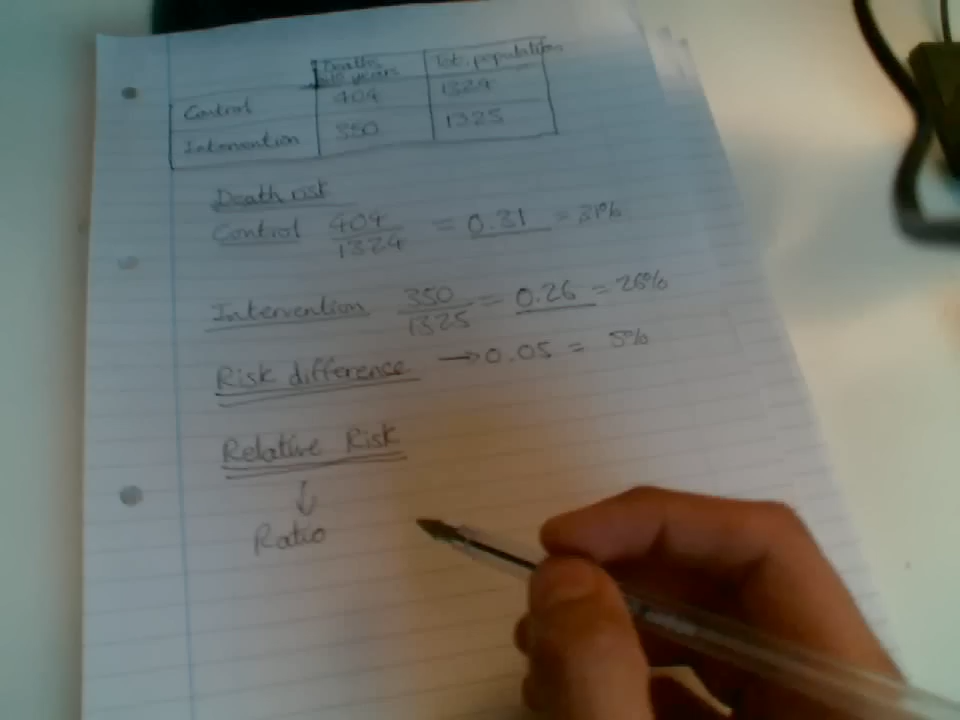 Deaths Tot. population
years
Control 404 1324
Intervention 350 1325
Death risk
Control 404/1324 = 0.31 = 31%
Intervention 350/1325 = 0.26 = 26%
Risk difference → 0.05 = 5%
Relative Risk
↓
Ratio